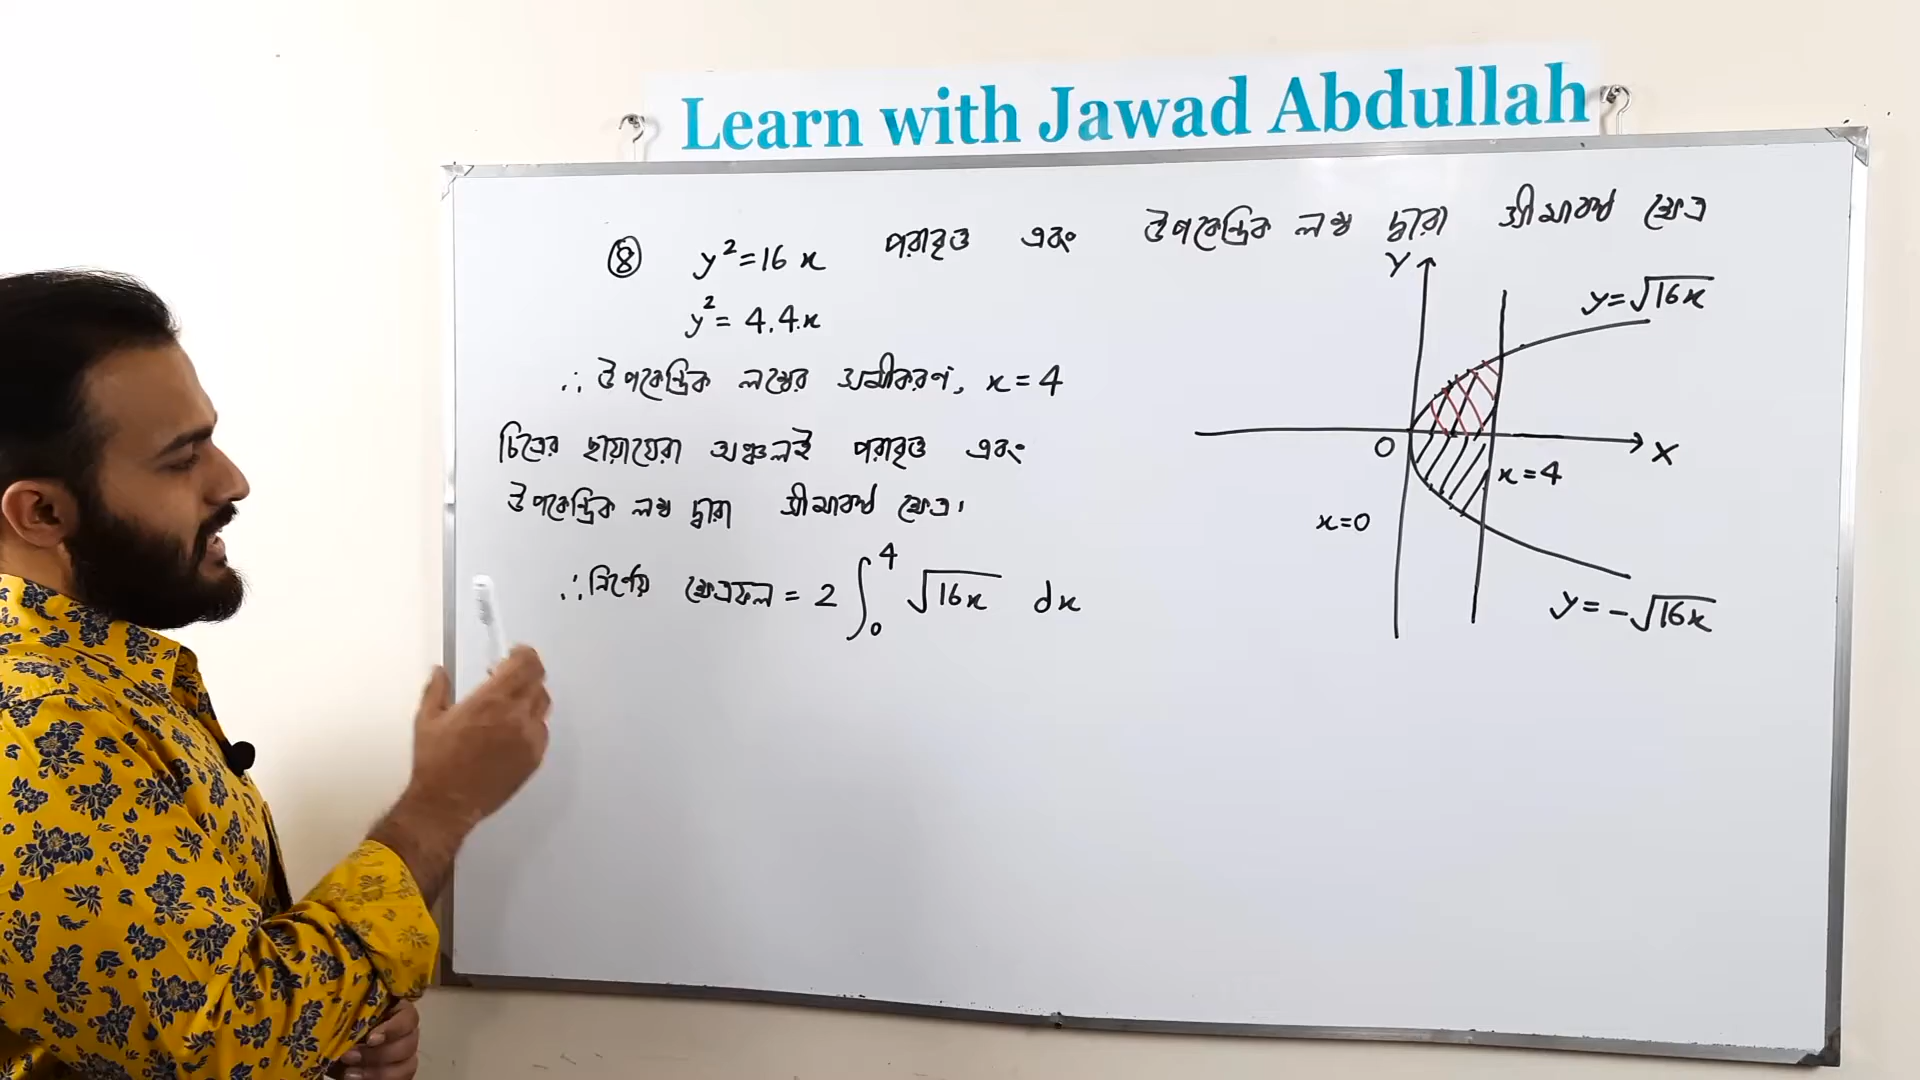 Learn with Jawad Abdullah
⑧ y² = 16x পরাবৃত্ত এবং উপকেন্দ্রিক লম্ব দ্বারা সীমাবদ্ধ ক্ষেত্র
y² = 4.4.x
∴ উপকেন্দ্রিক লম্বের সমীকরণ, x = 4
চিত্রের ছায়াঘেরা অঞ্চলই পরাবৃত্ত এবং
উপকেন্দ্রিক লম্ব দ্বারা সীমাবদ্ধ ক্ষেত্র।
∴ নির্ণেয় ক্ষেত্রফল = 2 ∫₀⁴ √16x dx
Y
y = √16x
O
X
x = 4
x = 0
y = -√16x